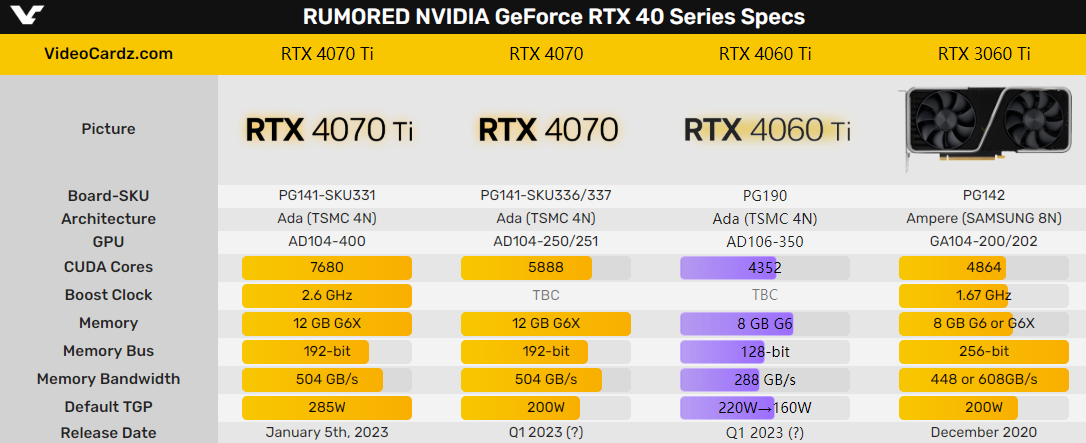 RUMORED NVIDIA GeForce RTX 40 Series Specs
VideoCardz.com RTX 4070 Ti RTX 4070 RTX 4060 Ti RTX 3060 Ti
Picture RTX 4070 Ti RTX 4070 RTX 4060 Ti
Board-SKU PG141-SKU331 PG141-SKU336/337 PG190 PG142
Architecture Ada (TSMC 4N) Ada (TSMC 4N) Ada (TSMC 4N) Ampere (SAMSUNG 8N)
GPU AD104-400 AD104-250/251 AD106-350 GA104-200/202
CUDA Cores 7680 5888 4352 4864
Boost Clock 2.6 GHz TBC TBC 1.67 GHz
Memory 12 GB G6X 12 GB G6X 8 GB G6 8 GB G6 or G6X
Memory Bus 192-bit 192-bit 128-bit 256-bit
Memory Bandwidth 504 GB/s 504 GB/s 288 GB/s 448 or 608GB/s
Default TGP 285W 200W 220W→160W 200W
Release Date January 5th, 2023 Q1 2023 (?) Q1 2023 (?) December 2020